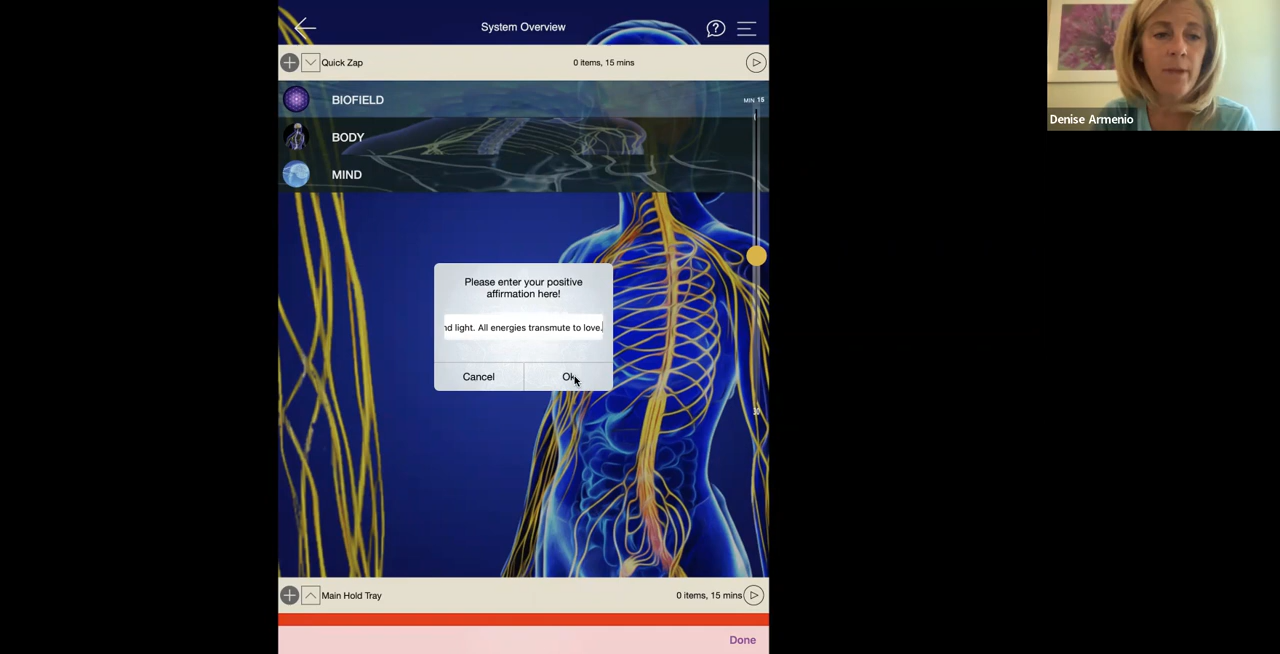 System Overview
Quick Zap
0 items, 15 mins
BIOFIELD
MIN 15
BODY
MIND
Please enter your positive
affirmation here!
nd light. All energies transmute to love.
Cancel
Ok
Main Hold Tray
0 items, 15 mins
Done
Denise Armenio